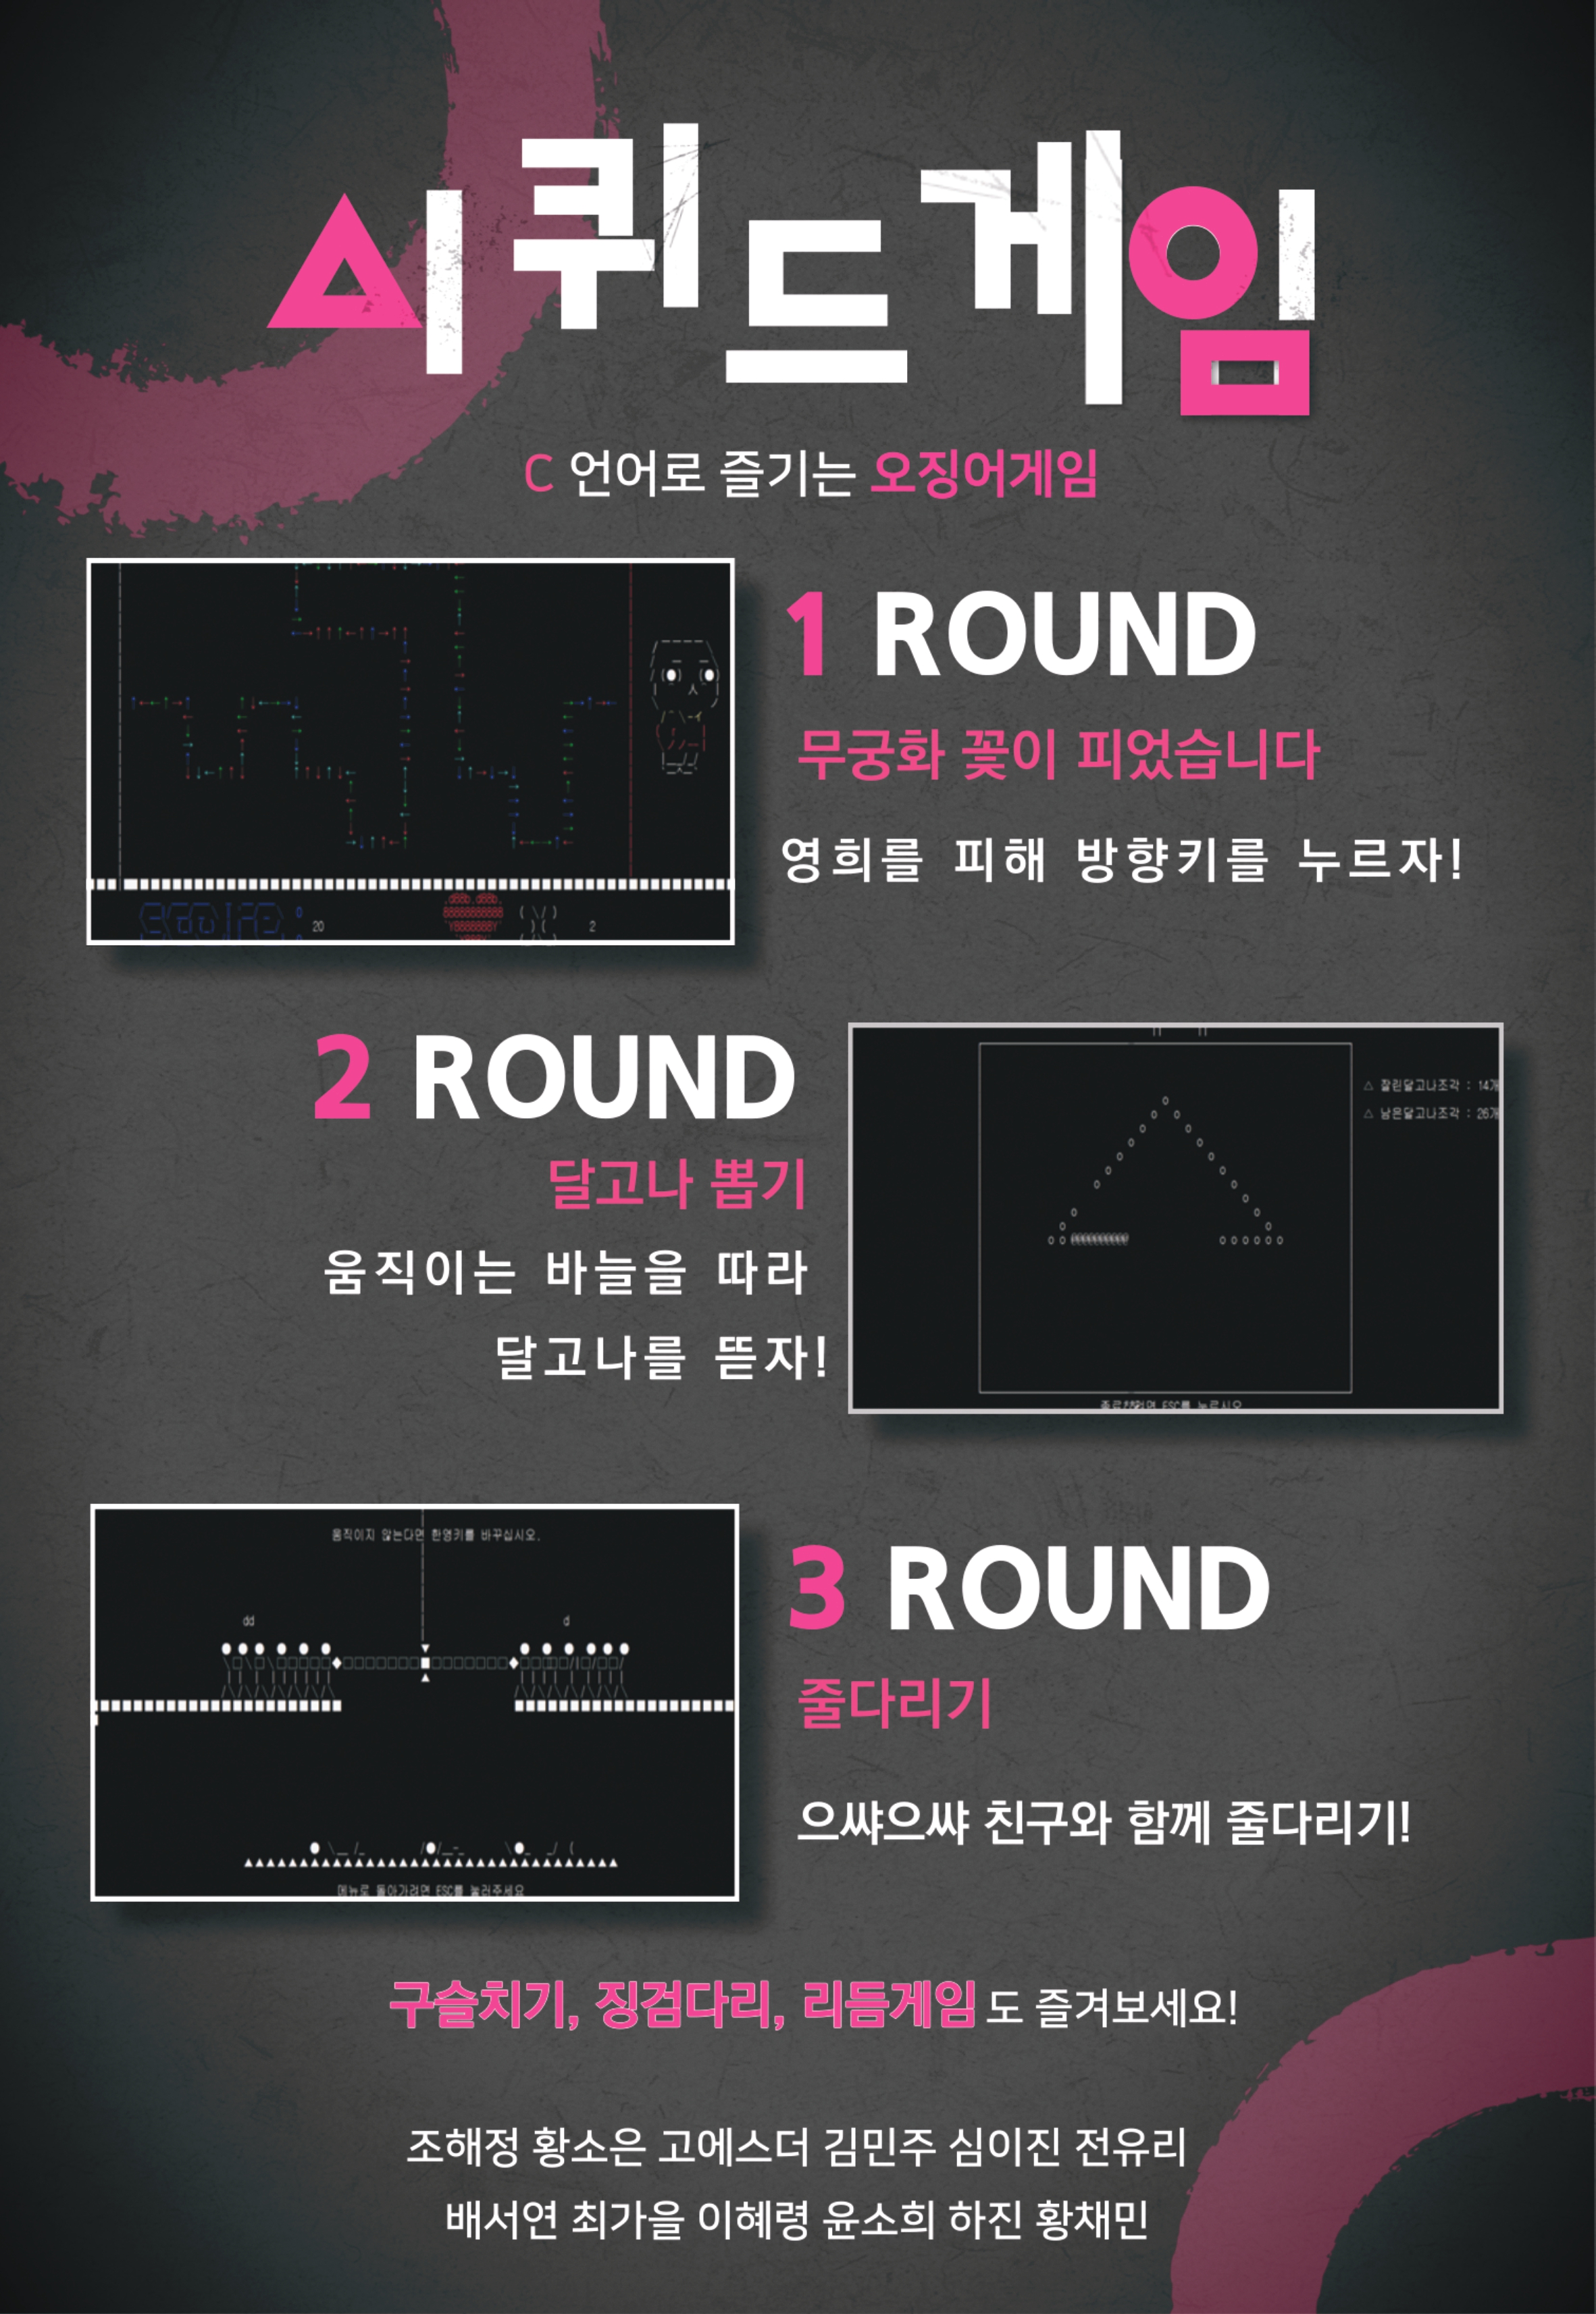 시퀴드게임
C 언어로 즐기는 오징어게임
1 ROUND
무궁화 꽃이 피었습니다
영희를 피해 방향키를 누르자!
20
2
2 ROUND
달고나 뽑기
움직이는 바늘을 따라
달고나를 뜯자!
△ 잘린달고나조각 : 14개
△ 남은달고나조각 : 26개
ESC를 누르시오
움직이지 않는다면 한영키를 바꾸십시오.
dd d
메뉴로 돌아가려면 ESC를 눌러주세요
3 ROUND
줄다리기
으쌰으쌰 친구와 함께 줄다리기!
구슬치기, 징검다리, 리듬게임도 즐겨보세요!
조해정 황소은 고에스더 김민주 심이진 전유리
배서연 최가을 이혜령 윤소희 하진 황채민